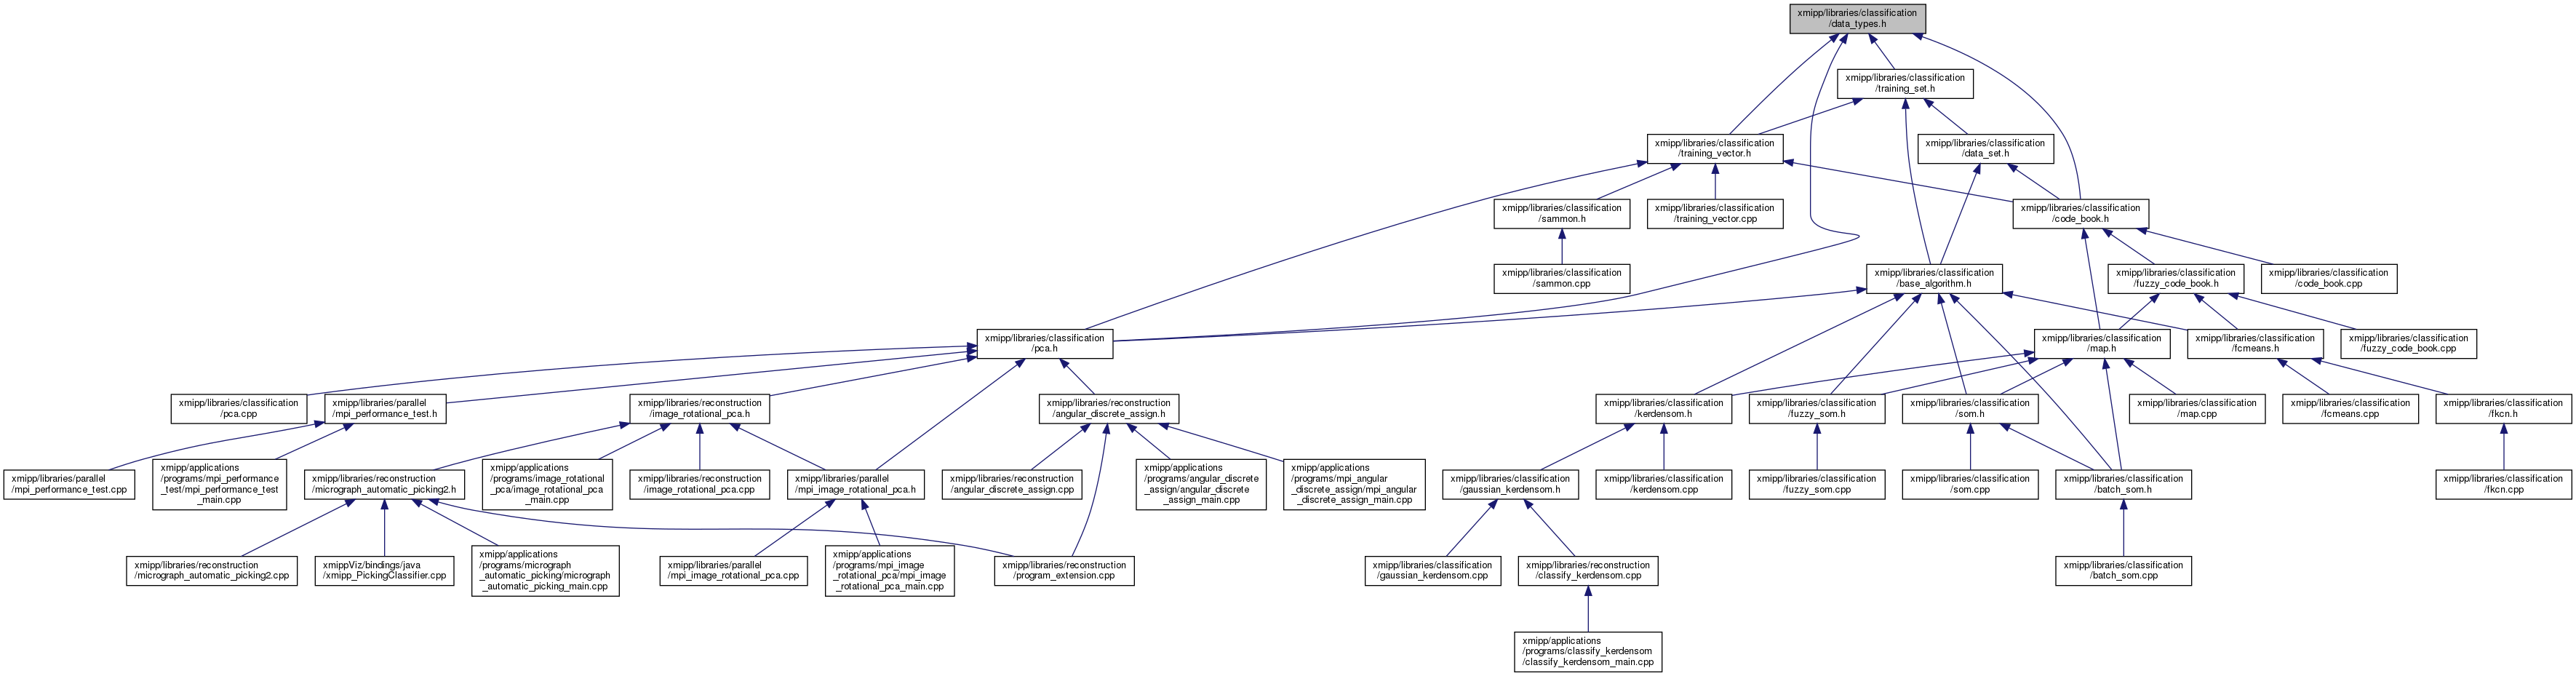 xmipp/libraries/classification
/data_types.h
xmipp/libraries/classification
/training_set.h
xmipp/libraries/classification
/training_vector.h
xmipp/libraries/classification
/data_set.h
xmipp/libraries/classification
/sammon.h
xmipp/libraries/classification
/training_vector.cpp
xmipp/libraries/classification
/code_book.h
xmipp/libraries/classification
/sammon.cpp
xmipp/libraries/classification
/base_algorithm.h
xmipp/libraries/classification
/fuzzy_code_book.h
xmipp/libraries/classification
/code_book.cpp
xmipp/libraries/classification
/pca.h
xmipp/libraries/classification
/map.h
xmipp/libraries/classification
/fcmeans.h
xmipp/libraries/classification
/fuzzy_code_book.cpp
xmipp/libraries/classification
/pca.cpp
xmipp/libraries/parallel
/mpi_performance_test.h
xmipp/libraries/reconstruction
/image_rotational_pca.h
xmipp/libraries/reconstruction
/angular_discrete_assign.h
xmipp/libraries/classification
/kerdensom.h
xmipp/libraries/classification
/fuzzy_som.h
xmipp/libraries/classification
/som.h
xmipp/libraries/classification
/map.cpp
xmipp/libraries/classification
/fcmeans.cpp
xmipp/libraries/classification
/fkcn.h
xmipp/libraries/parallel
/mpi_performance_test.cpp
xmipp/applications
/programs/mpi_performance
_test/mpi_performance_test
_main.cpp
xmipp/libraries/reconstruction
/micrograph_automatic_picking2.h
xmipp/applications
/programs/image_rotational
_pca/image_rotational_pca
_main.cpp
xmipp/libraries/reconstruction
/image_rotational_pca.cpp
xmipp/libraries/parallel
/mpi_image_rotational_pca.h
xmipp/libraries/reconstruction
/angular_discrete_assign.cpp
xmipp/applications
/programs/angular_discrete
_assign/angular_discrete
_assign_main.cpp
xmipp/applications
/programs/mpi_angular
_discrete_assign/mpi_angular
_discrete_assign_main.cpp
xmipp/libraries/classification
/gaussian_kerdensom.h
xmipp/libraries/classification
/kerdensom.cpp
xmipp/libraries/classification
/fuzzy_som.cpp
xmipp/libraries/classification
/som.cpp
xmipp/libraries/classification
/batch_som.h
xmipp/libraries/classification
/fkcn.cpp
xmipp/libraries/reconstruction
/micrograph_automatic_picking2.cpp
xmippViz/bindings/java
/xmipp_PickingClassifier.cpp
xmipp/applications
/programs/micrograph
_automatic_picking/micrograph
_automatic_picking_main.cpp
xmipp/libraries/parallel
/mpi_image_rotational_pca.cpp
xmipp/applications
/programs/mpi_image
_rotational_pca/mpi_image
_rotational_pca_main.cpp
xmipp/libraries/reconstruction
/program_extension.cpp
xmipp/libraries/classification
/gaussian_kerdensom.cpp
xmipp/libraries/reconstruction
/classify_kerdensom.cpp
xmipp/libraries/classification
/batch_som.cpp
xmipp/applications
/programs/classify_kerdensom
/classify_kerdensom_main.cpp